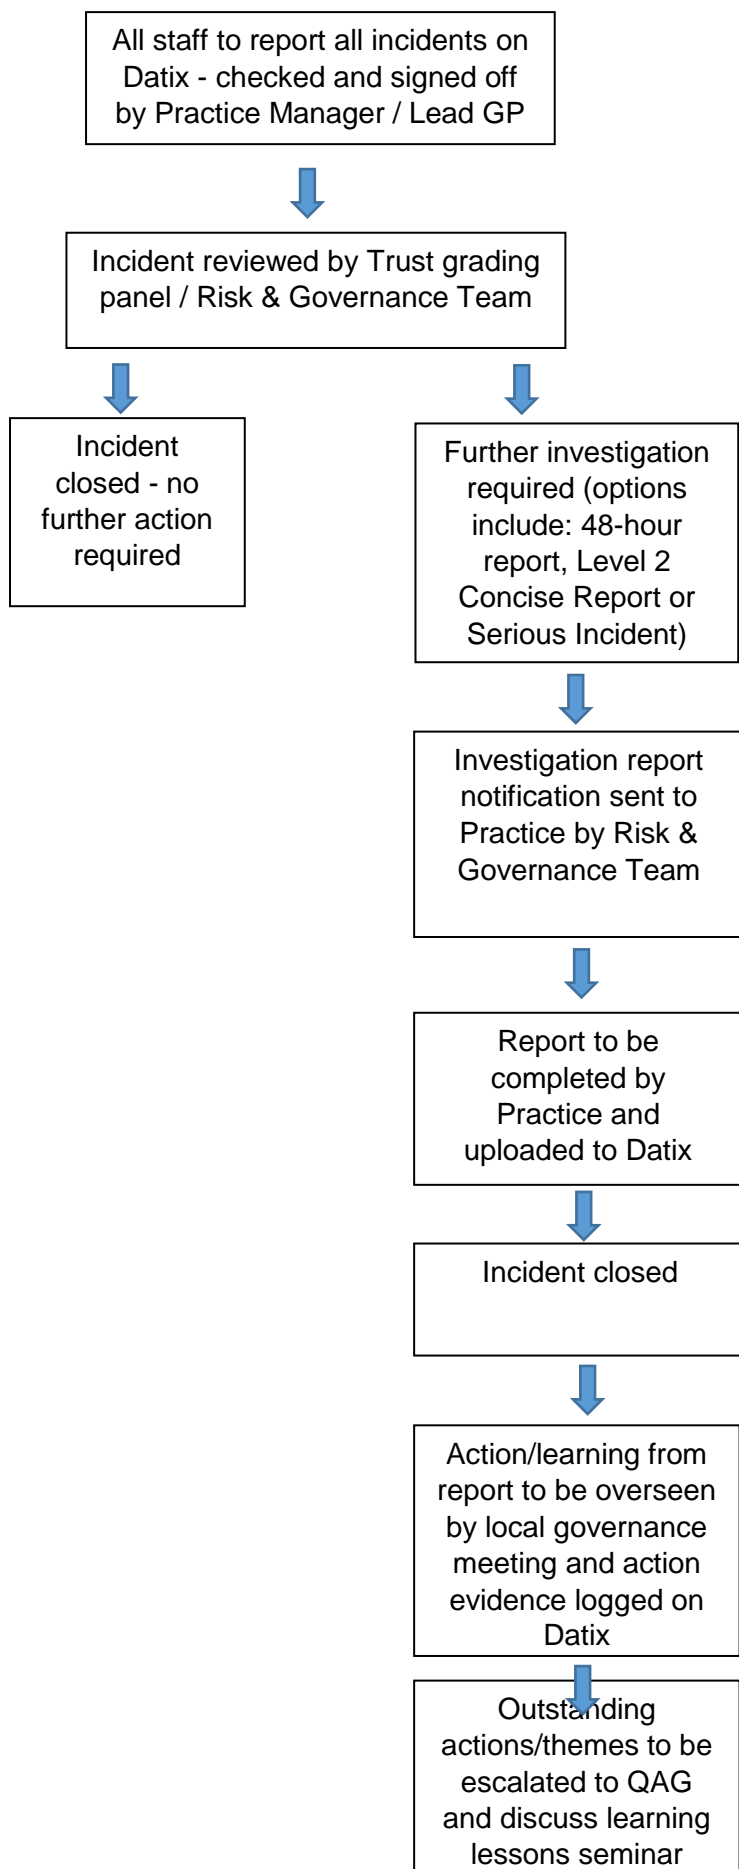 All staff to report all incidents on
Datix - checked and signed off
by Practice Manager / Lead GP
Incident reviewed by Trust grading
panel / Risk & Governance Team
Incident
closed - no
further action
required
Further investigation
required (options
include: 48-hour
report, Level 2
Concise Report or
Serious Incident)
Investigation report
notification sent to
Practice by Risk &
Governance Team
Report to be
completed by
Practice and
uploaded to Datix
Incident closed
Action/learning from
report to be overseen
by local governance
meeting and action
evidence logged on
Datix
Outstanding
actions/themes to be
escalated to QAG
and discuss learning
lessons seminar